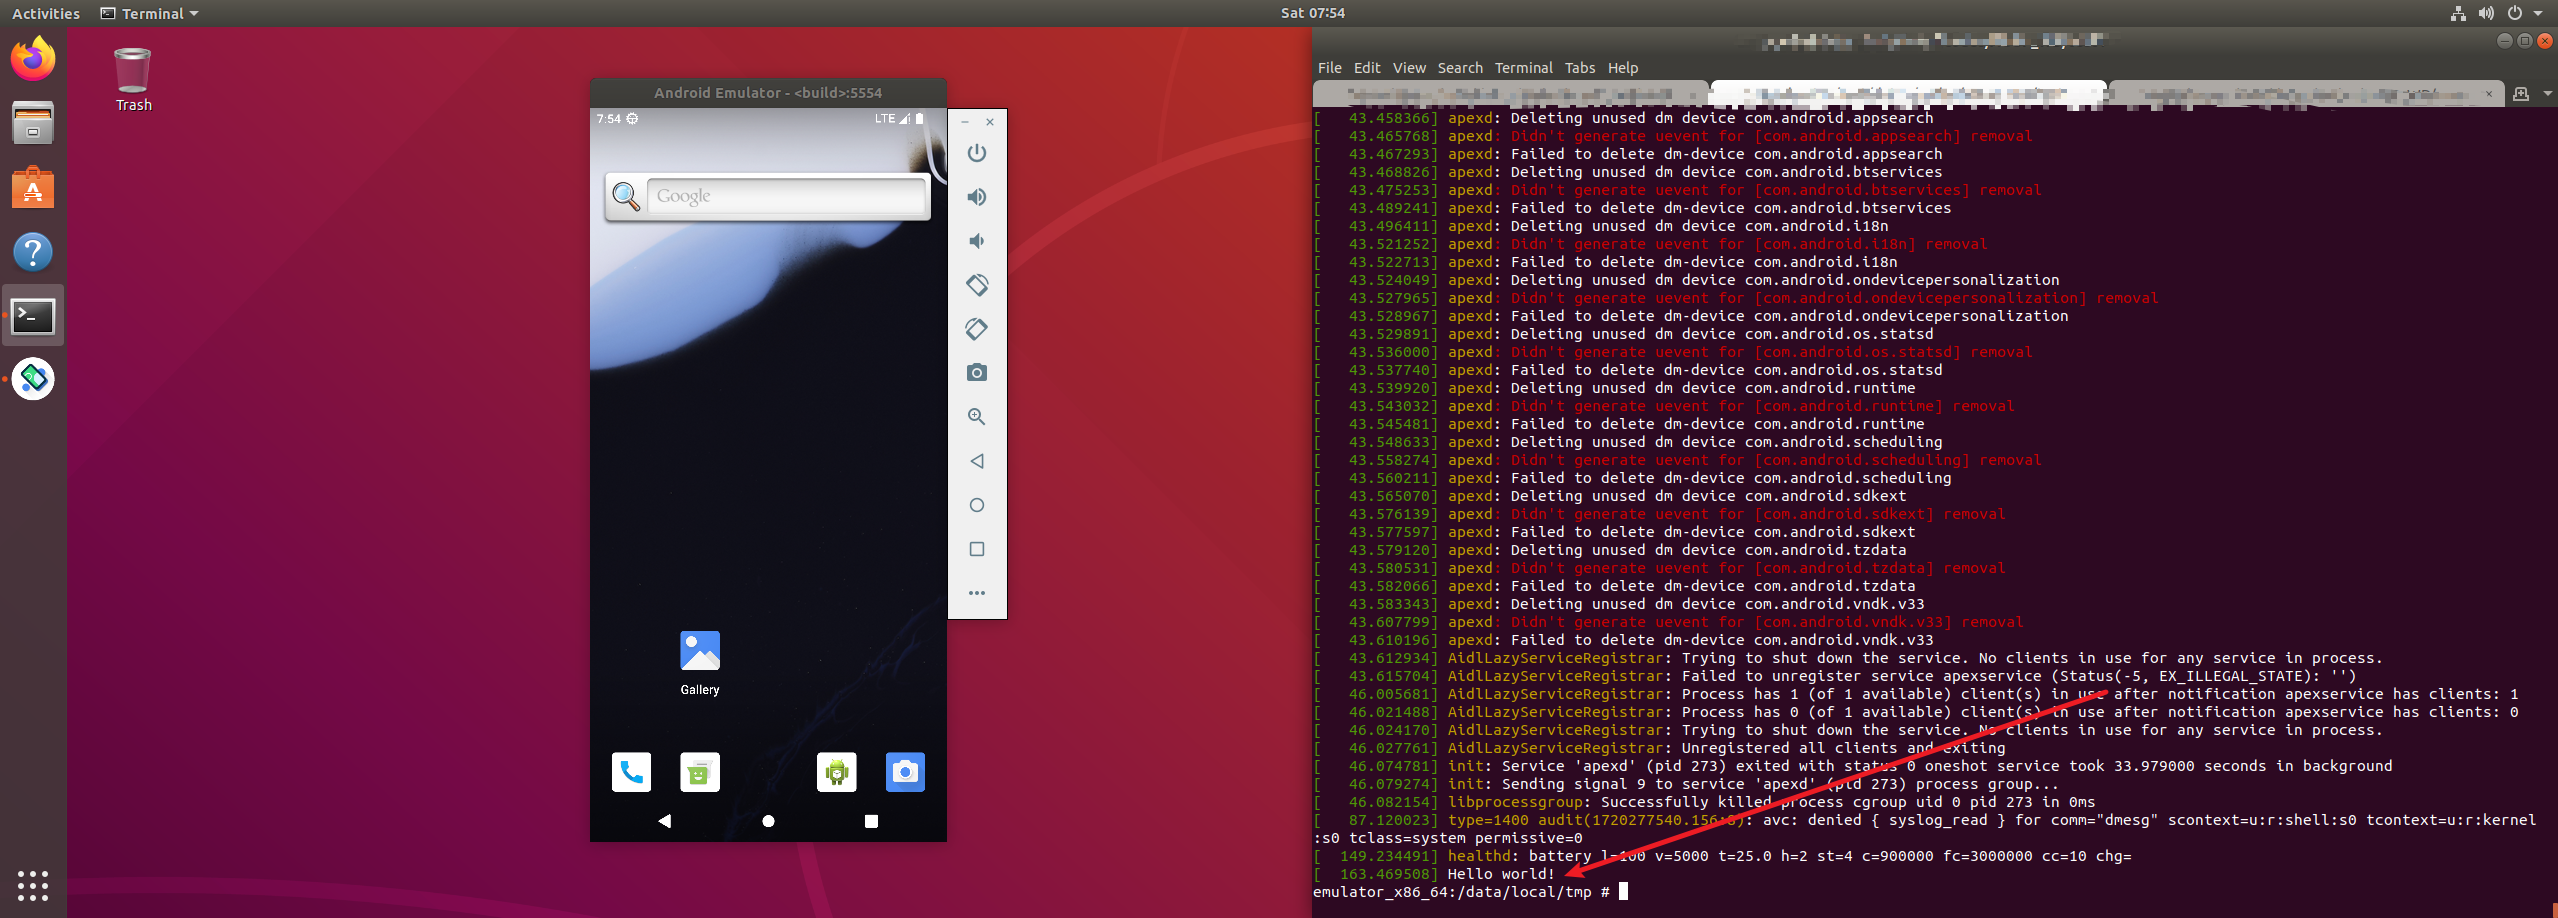 Activities
Terminal
Sat 07:54
Trash
Android Emulator - <build>:5554
7:54
LTE
Google
Gallery
File Edit View Search Terminal Tabs Help
[   43.458366] apexd: Deleting unused dm device com.android.appsearch
[   43.465768] apexd: Didn't generate uevent for [com.android.appsearch] removal
[   43.467293] apexd: Failed to delete dm-device com.android.appsearch
[   43.468826] apexd: Deleting unused dm device com.android.btservices
[   43.475253] apexd: Didn't generate uevent for [com.android.btservices] removal
[   43.489241] apexd: Failed to delete dm-device com.android.btservices
[   43.496411] apexd: Deleting unused dm device com.android.i18n
[   43.521252] apexd: Didn't generate uevent for [com.android.i18n] removal
[   43.522713] apexd: Failed to delete dm-device com.android.i18n
[   43.524049] apexd: Deleting unused dm device com.android.ondevicepersonalization
[   43.527965] apexd: Didn't generate uevent for [com.android.ondevicepersonalization] removal
[   43.528967] apexd: Failed to delete dm-device com.android.ondevicepersonalization
[   43.529891] apexd: Deleting unused dm device com.android.os.statsd
[   43.536000] apexd: Didn't generate uevent for [com.android.os.statsd] removal
[   43.537740] apexd: Failed to delete dm-device com.android.os.statsd
[   43.539920] apexd: Deleting unused dm device com.android.runtime
[   43.543032] apexd: Didn't generate uevent for [com.android.runtime] removal
[   43.545481] apexd: Failed to delete dm-device com.android.runtime
[   43.548633] apexd: Deleting unused dm device com.android.scheduling
[   43.558274] apexd: Didn't generate uevent for [com.android.scheduling] removal
[   43.560211] apexd: Failed to delete dm-device com.android.scheduling
[   43.565070] apexd: Deleting unused dm device com.android.sdkext
[   43.576139] apexd: Didn't generate uevent for [com.android.sdkext] removal
[   43.577597] apexd: Failed to delete dm-device com.android.sdkext
[   43.579120] apexd: Deleting unused dm device com.android.tzdata
[   43.580531] apexd: Didn't generate uevent for [com.android.tzdata] removal
[   43.582066] apexd: Failed to delete dm-device com.android.tzdata
[   43.583343] apexd: Deleting unused dm device com.android.vndk.v33
[   43.607799] apexd: Didn't generate uevent for [com.android.vndk.v33] removal
[   43.610196] apexd: Failed to delete dm-device com.android.vndk.v33
[   43.612934] AidlLazyServiceRegistrar: Trying to shut down the service. No clients in use for any service in process.
[   43.615704] AidlLazyServiceRegistrar: Failed to unregister service apexservice (Status(-5, EX_ILLEGAL_STATE): '')
[   46.005681] AidlLazyServiceRegistrar: Process has 1 (of 1 available) client(s) in use after notification apexservice has clients: 1
[   46.021488] AidlLazyServiceRegistrar: Process has 0 (of 1 available) client(s) in use after notification apexservice has clients: 0
[   46.024170] AidlLazyServiceRegistrar: Trying to shut down the service. No clients in use for any service in process.
[   46.027761] AidlLazyServiceRegistrar: Unregistered all clients and exiting
[   46.074781] init: Service 'apexd' (pid 273) exited with status 0 oneshot service took 33.979000 seconds in background
[   46.079274] init: Sending signal 9 to service 'apexd' (pid 273) process group...
[   46.082154] libprocessgroup: Successfully killed process cgroup uid 0 pid 273 in 0ms
[   87.120023] type=1400 audit(1720277540.156:8): avc: denied { syslog_read } for comm="dmesg" scontext=u:r:shell:s0 tcontext=u:r:kernel
:s0 tclass=system permissive=0
[  149.234491] healthd: battery l=100 v=5000 t=25.0 h=2 st=4 c=900000 fc=3000000 cc=10 chg=
[  163.469508] Hello world!
emulator_x86_64:/data/local/tmp #